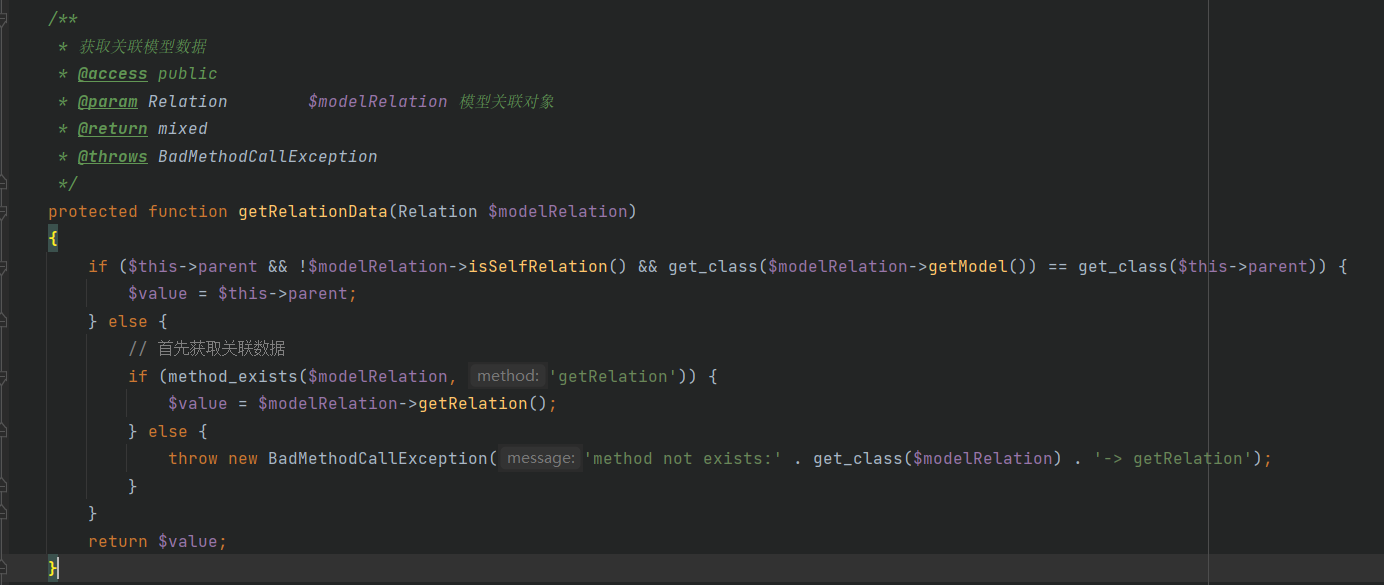 /**
 * 获取关联模型数据
 * @access public
 * @param Relation        $modelRelation 模型关联对象
 * @return mixed
 * @throws BadMethodCallException
 */
protected function getRelationData(Relation $modelRelation)
{
    if ($this->parent && !$modelRelation->isSelfRelation() && get_class($modelRelation->getModel()) == get_class($this->parent)) {
        $value = $this->parent;
    } else {
        // 首先获取关联数据
        if (method_exists($modelRelation, method: 'getRelation')) {
            $value = $modelRelation->getRelation();
        } else {
            throw new BadMethodCallException( message: 'method not exists:' . get_class($modelRelation) . '-> getRelation');
        }
    }
    return $value;
}